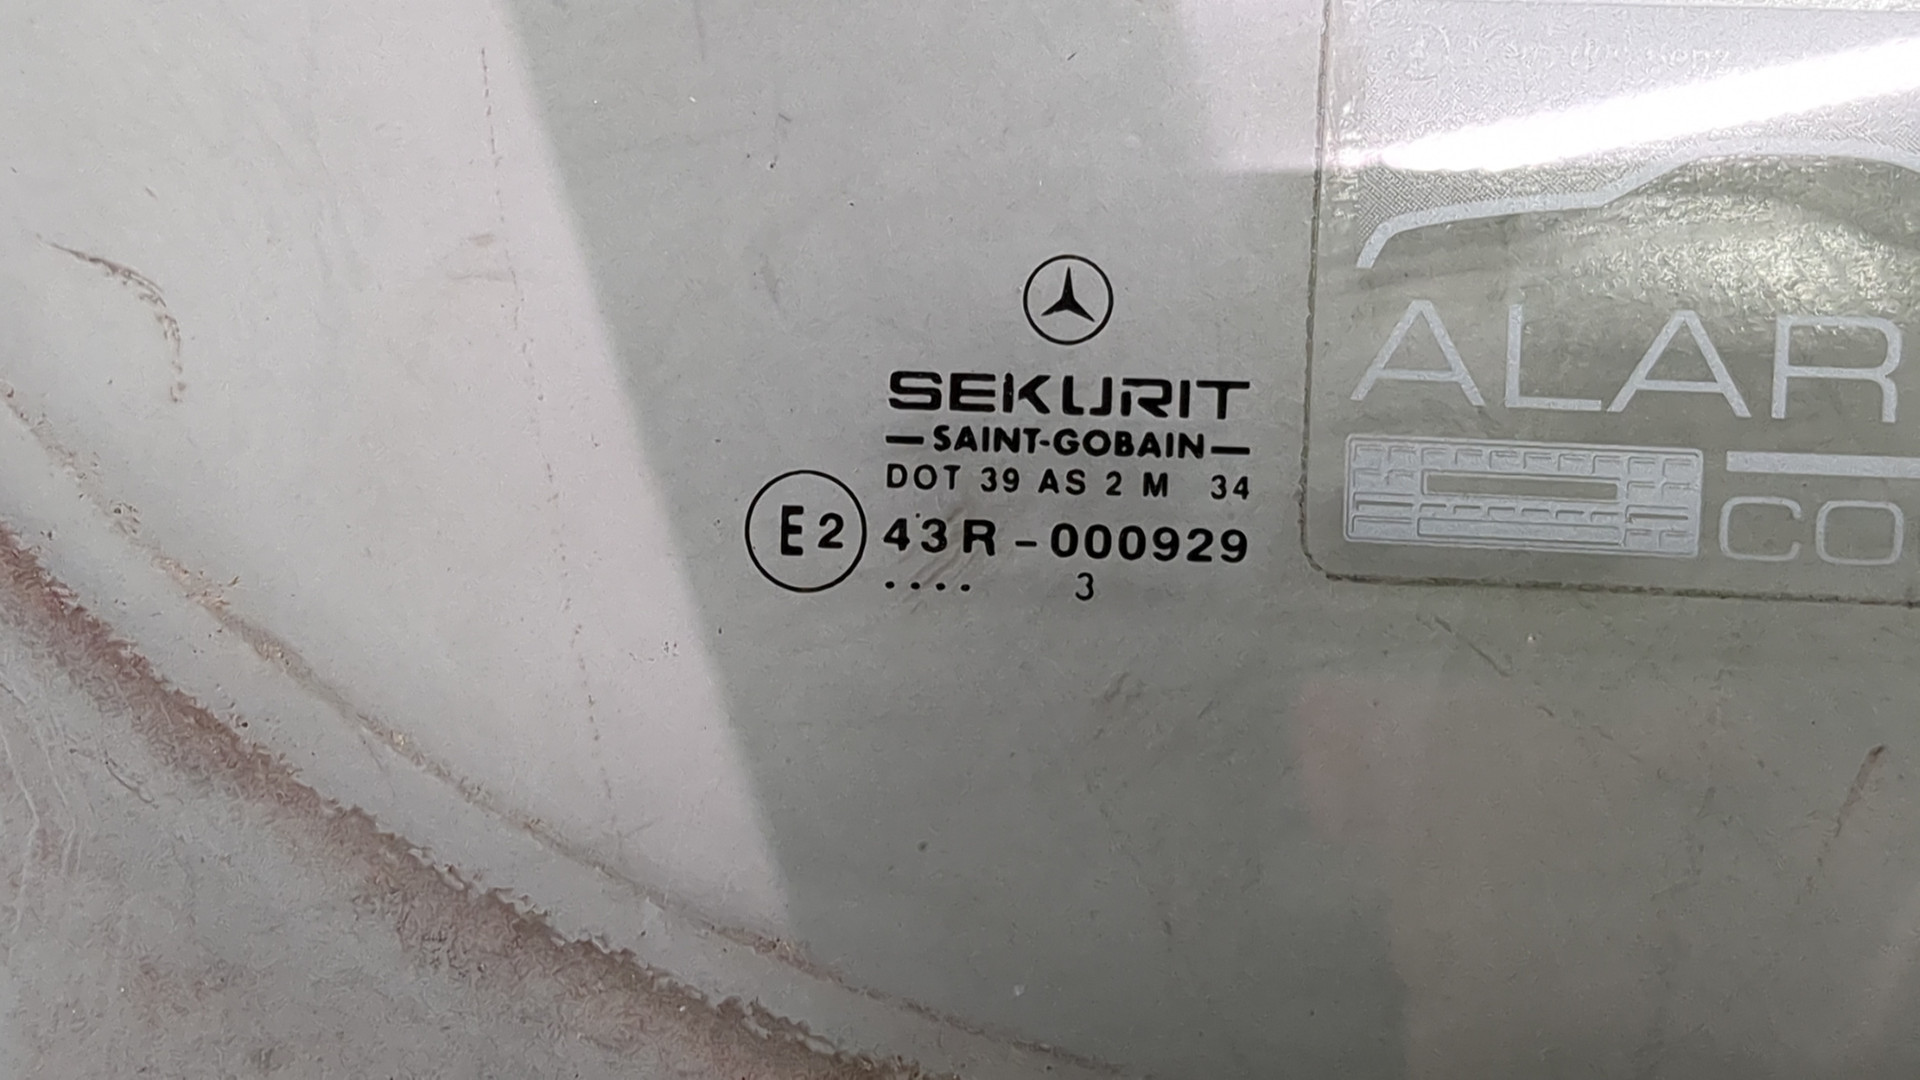 SEKURIT
—SAINT-GOBAIN—
DOT 39 AS 2 M 34
E2 43R-000929
.... 3
ALAR
CO